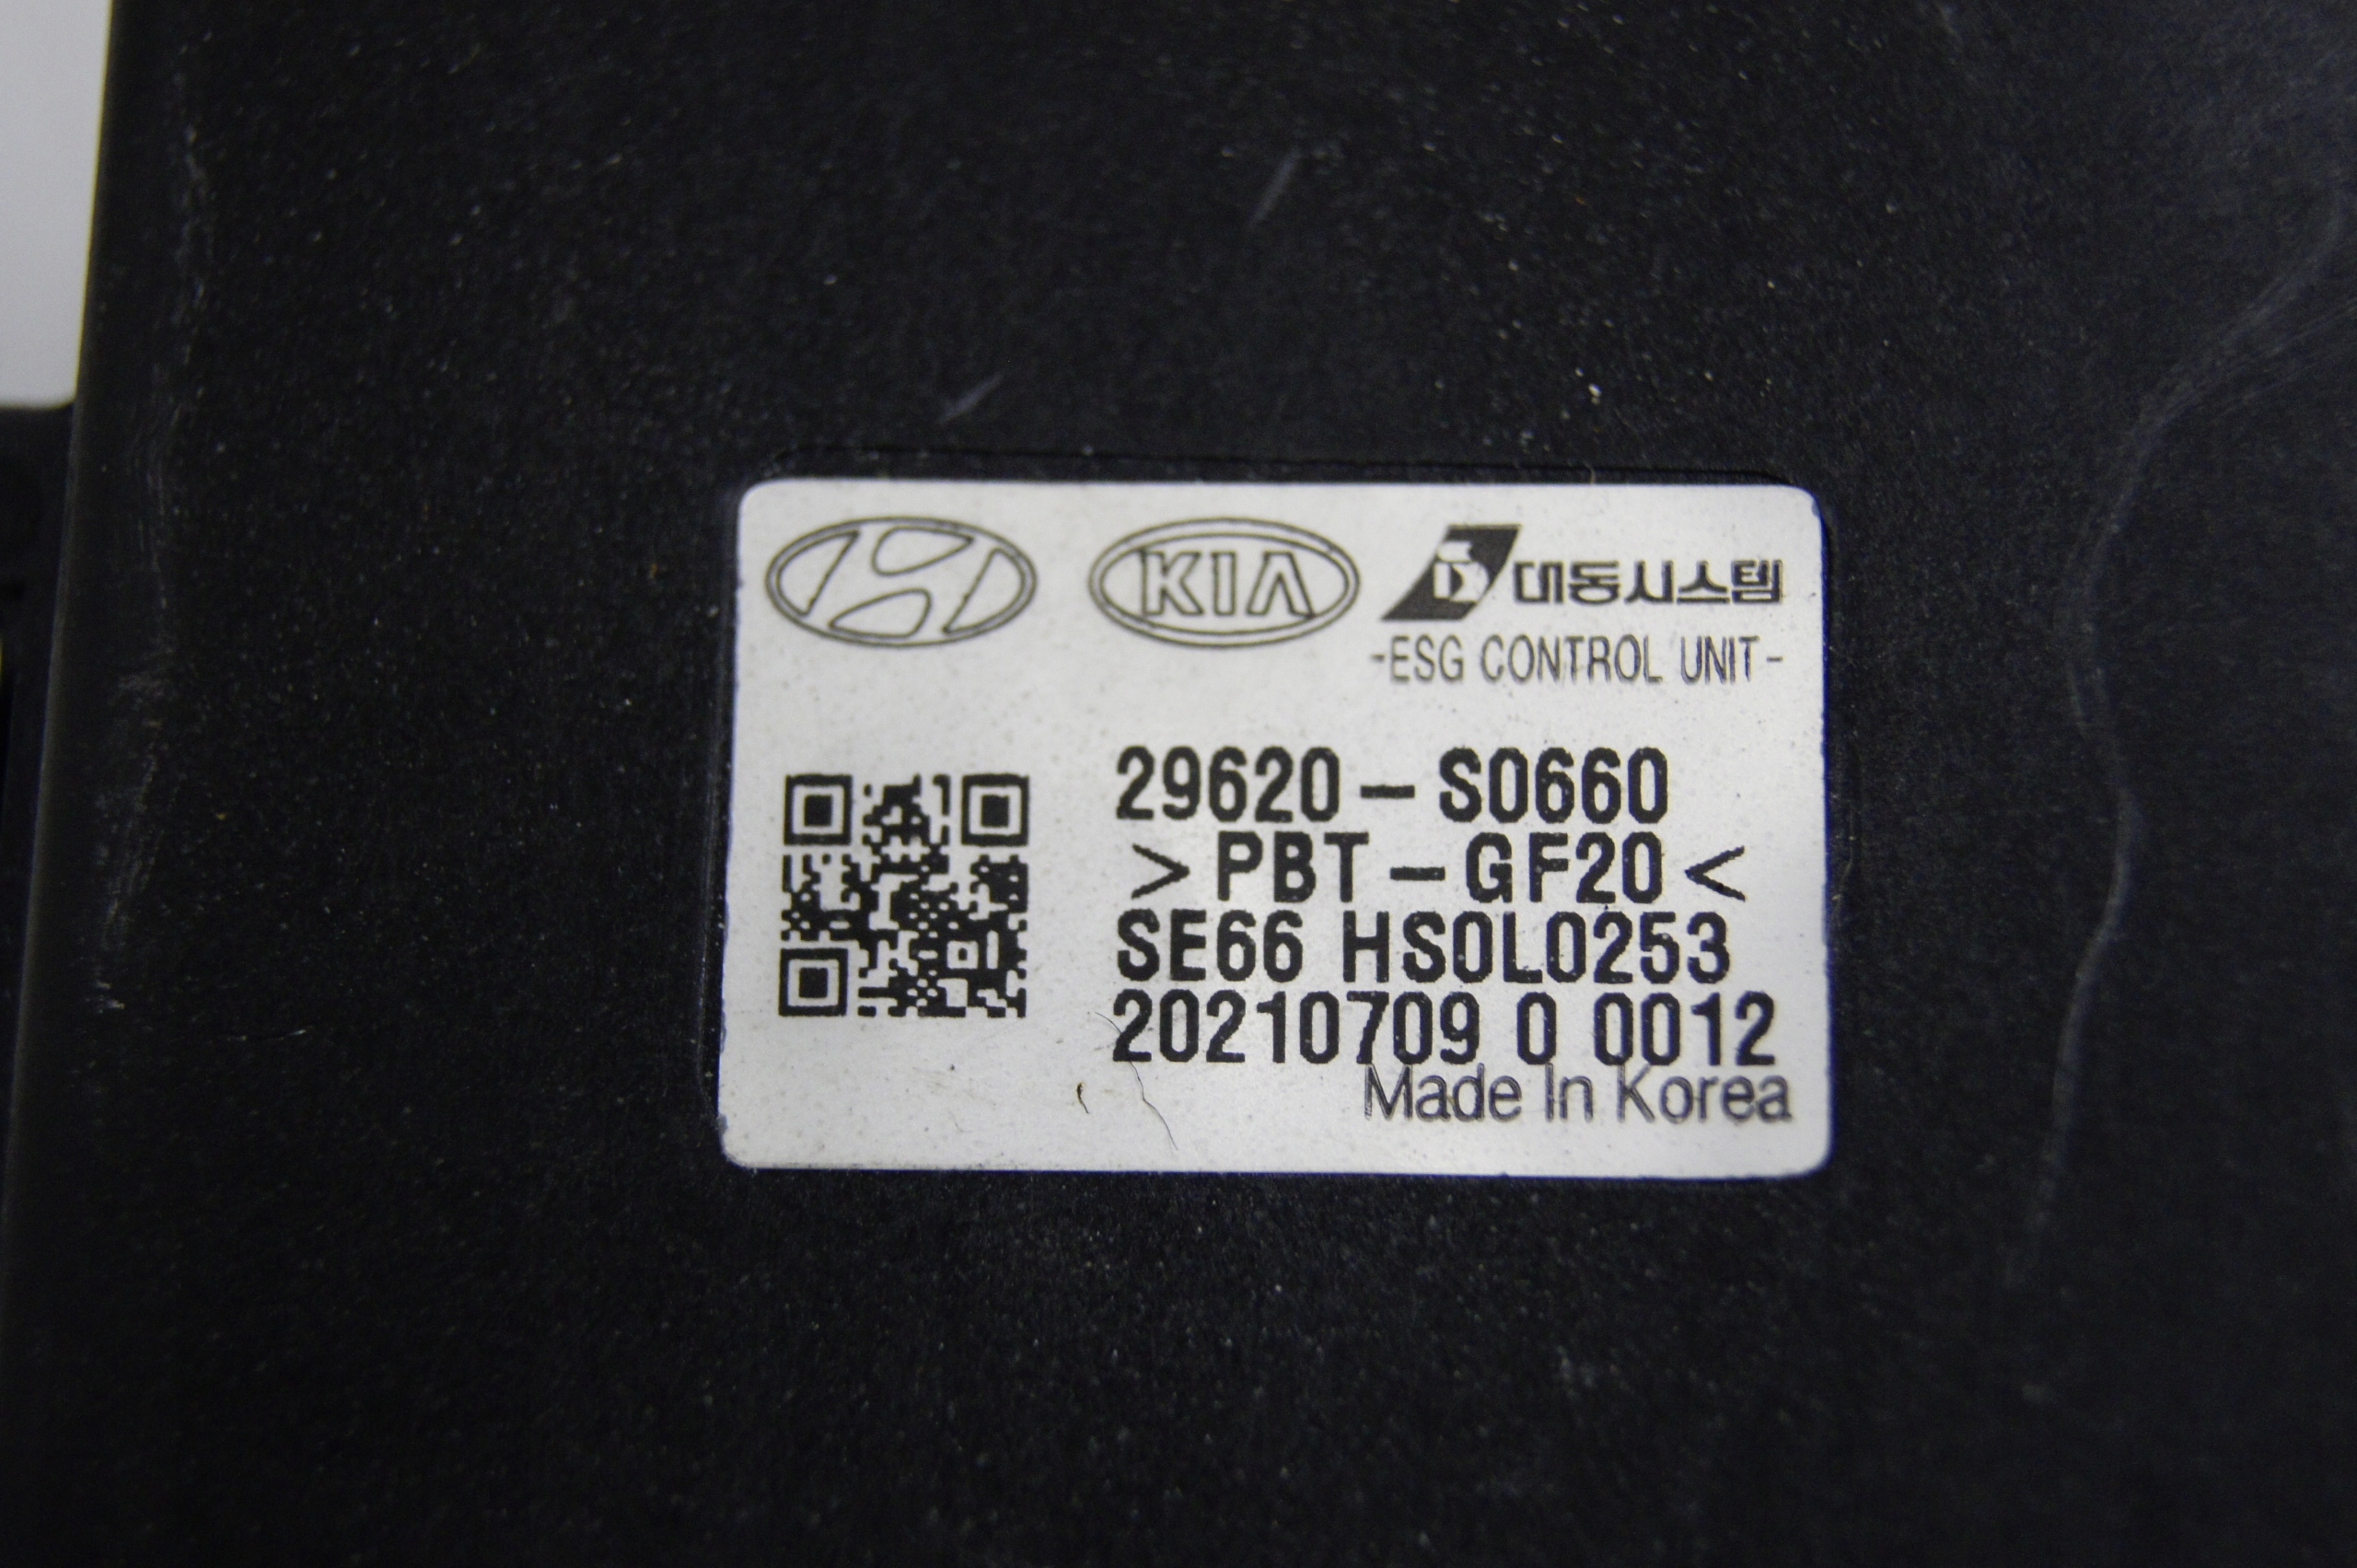 KIA 대동시스템
-ESG CONTROL UNIT-
29620-S0660
>PBT-GF20<
SE66 HS0L0253
20210709 0 0012
Made In Korea